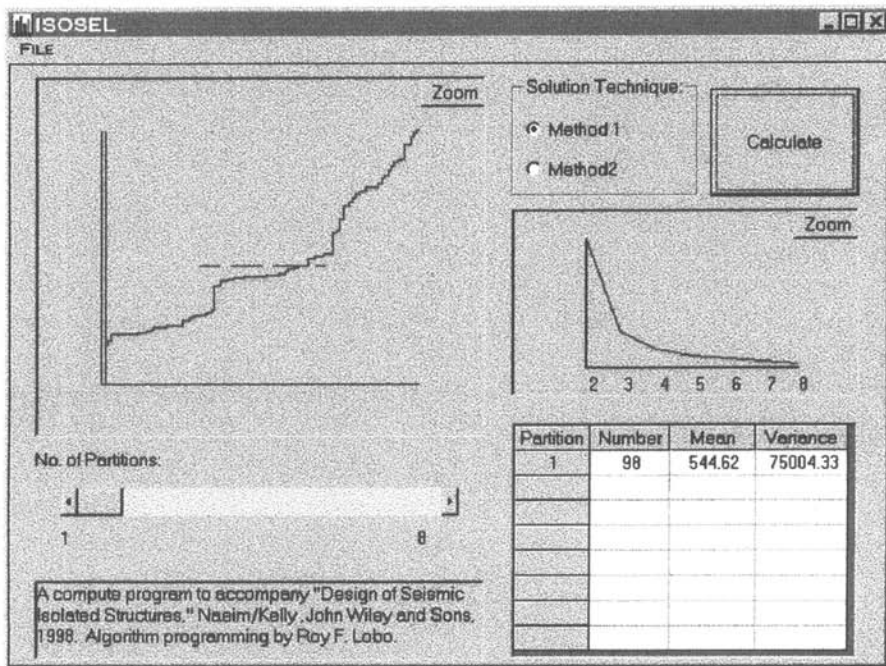 ISOSEL
FILE
Zoom
Solution Technique:
Method 1
Method2
Calculate
Zoom
2 3 4 5 6 7 8
No. of Partitions:
1 8
Partition Number Mean Variance
1 98 544.62 75004.33
A compute program to accompany "Design of Seismic
Isolated Structures," Naeim/Kelly, John Wiley and Sons,
1998. Algorithm programming by Roy F. Lobo.